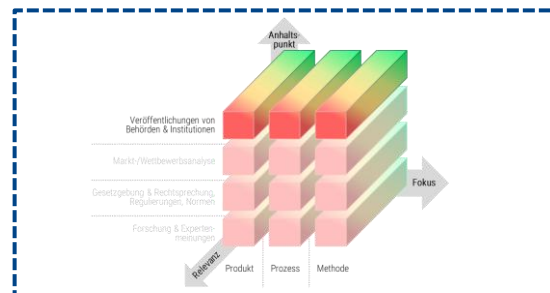 Anhalts-
punkt
Veröffentlichungen von
Behörden & Institutionen
Markt-/Wettbewerbsanalyse
Gesetzgebung & Rechtsprechung,
Regulierungen, Normen
Forschung & Experten-
meinungen
Fokus
Relevanz
Produkt
Prozess
Methode